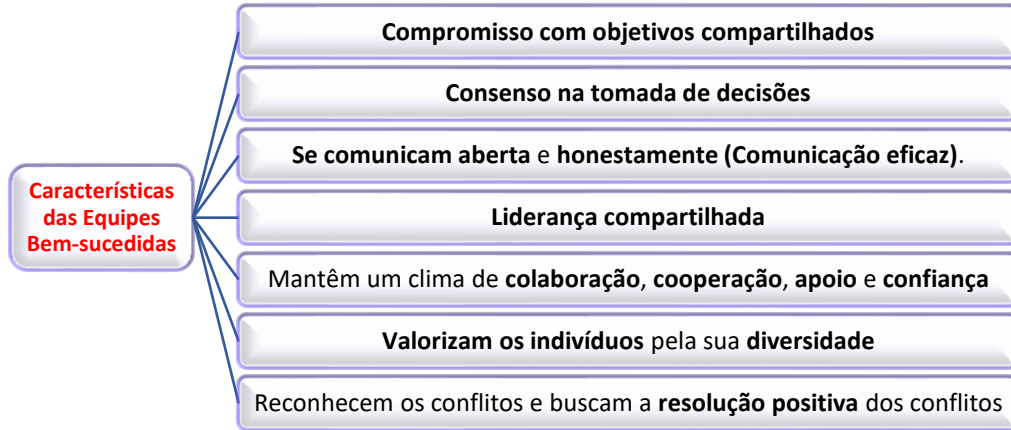 Características
das Equipes
Bem-sucedidas
Compromisso com objetivos compartilhados
Consenso na tomada de decisões
Se comunicam aberta e honestamente (Comunicação eficaz).
Liderança compartilhada
Mantêm um clima de colaboração, cooperação, apoio e confiança
Valorizam os indivíduos pela sua diversidade
Reconhecem os conflitos e buscam a resolução positiva dos conflitos